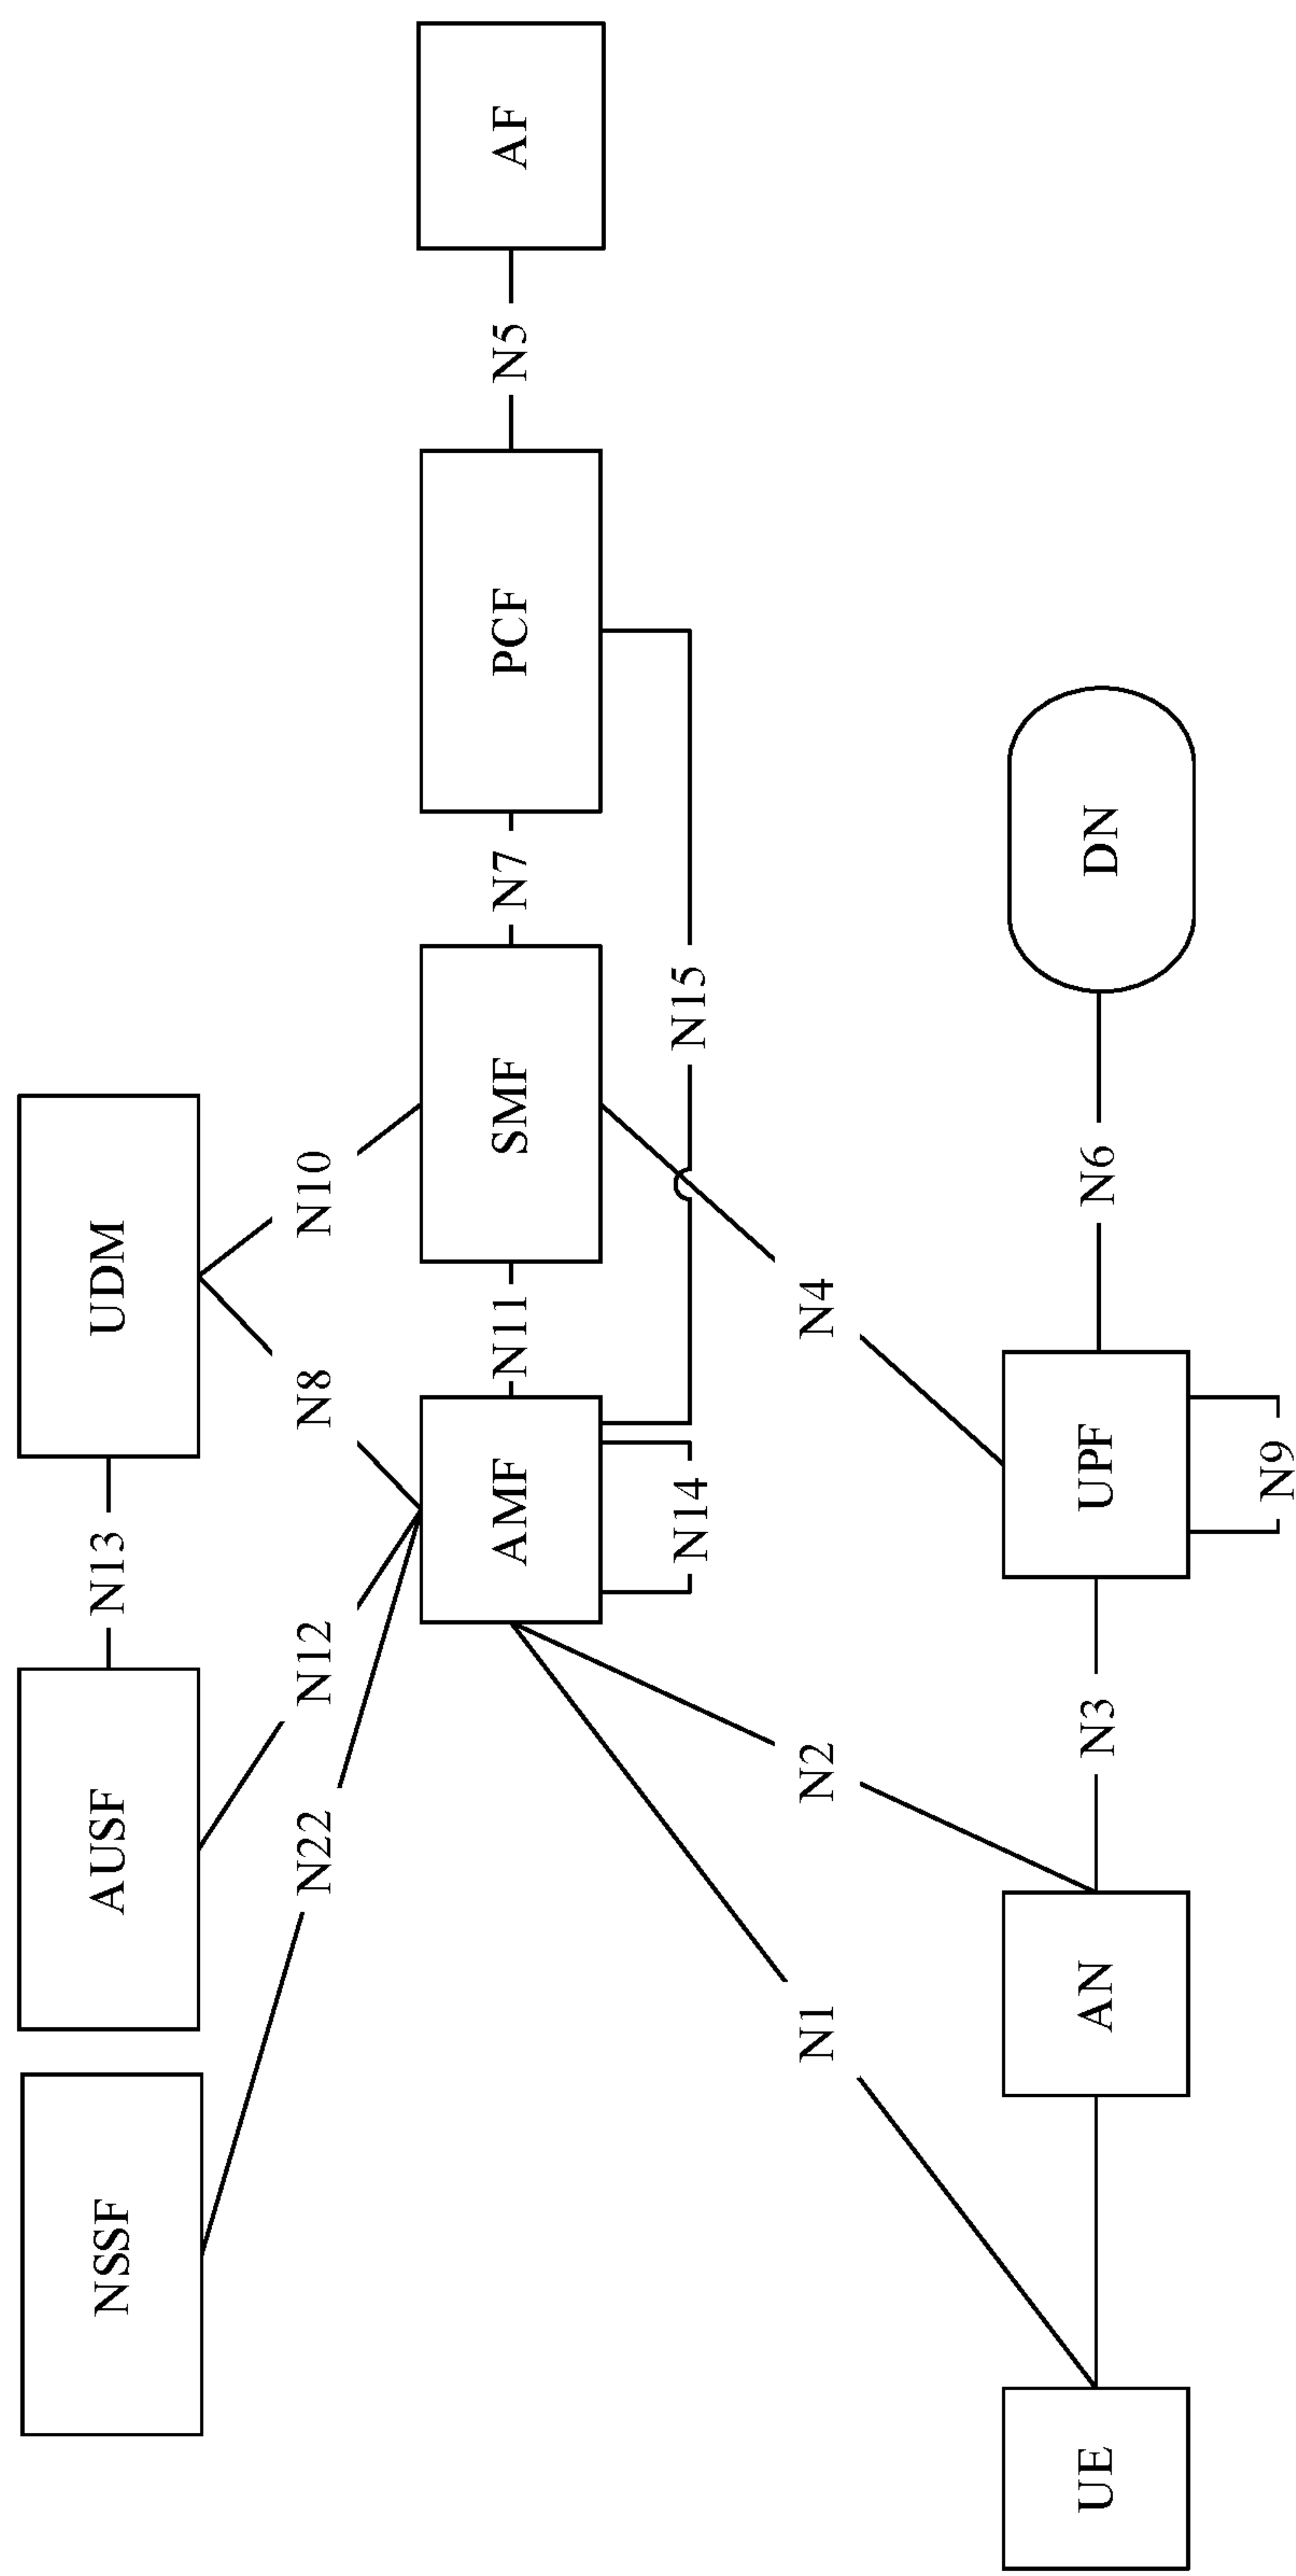 NSSF
AUSF
N13
UDM
N22
N12
N8
N10
AMF
N11
SMF
N7
PCF
N5
AF
N14
N15
N1
N2
N4
UE
AN
N3
UPF
N6
DN
N9